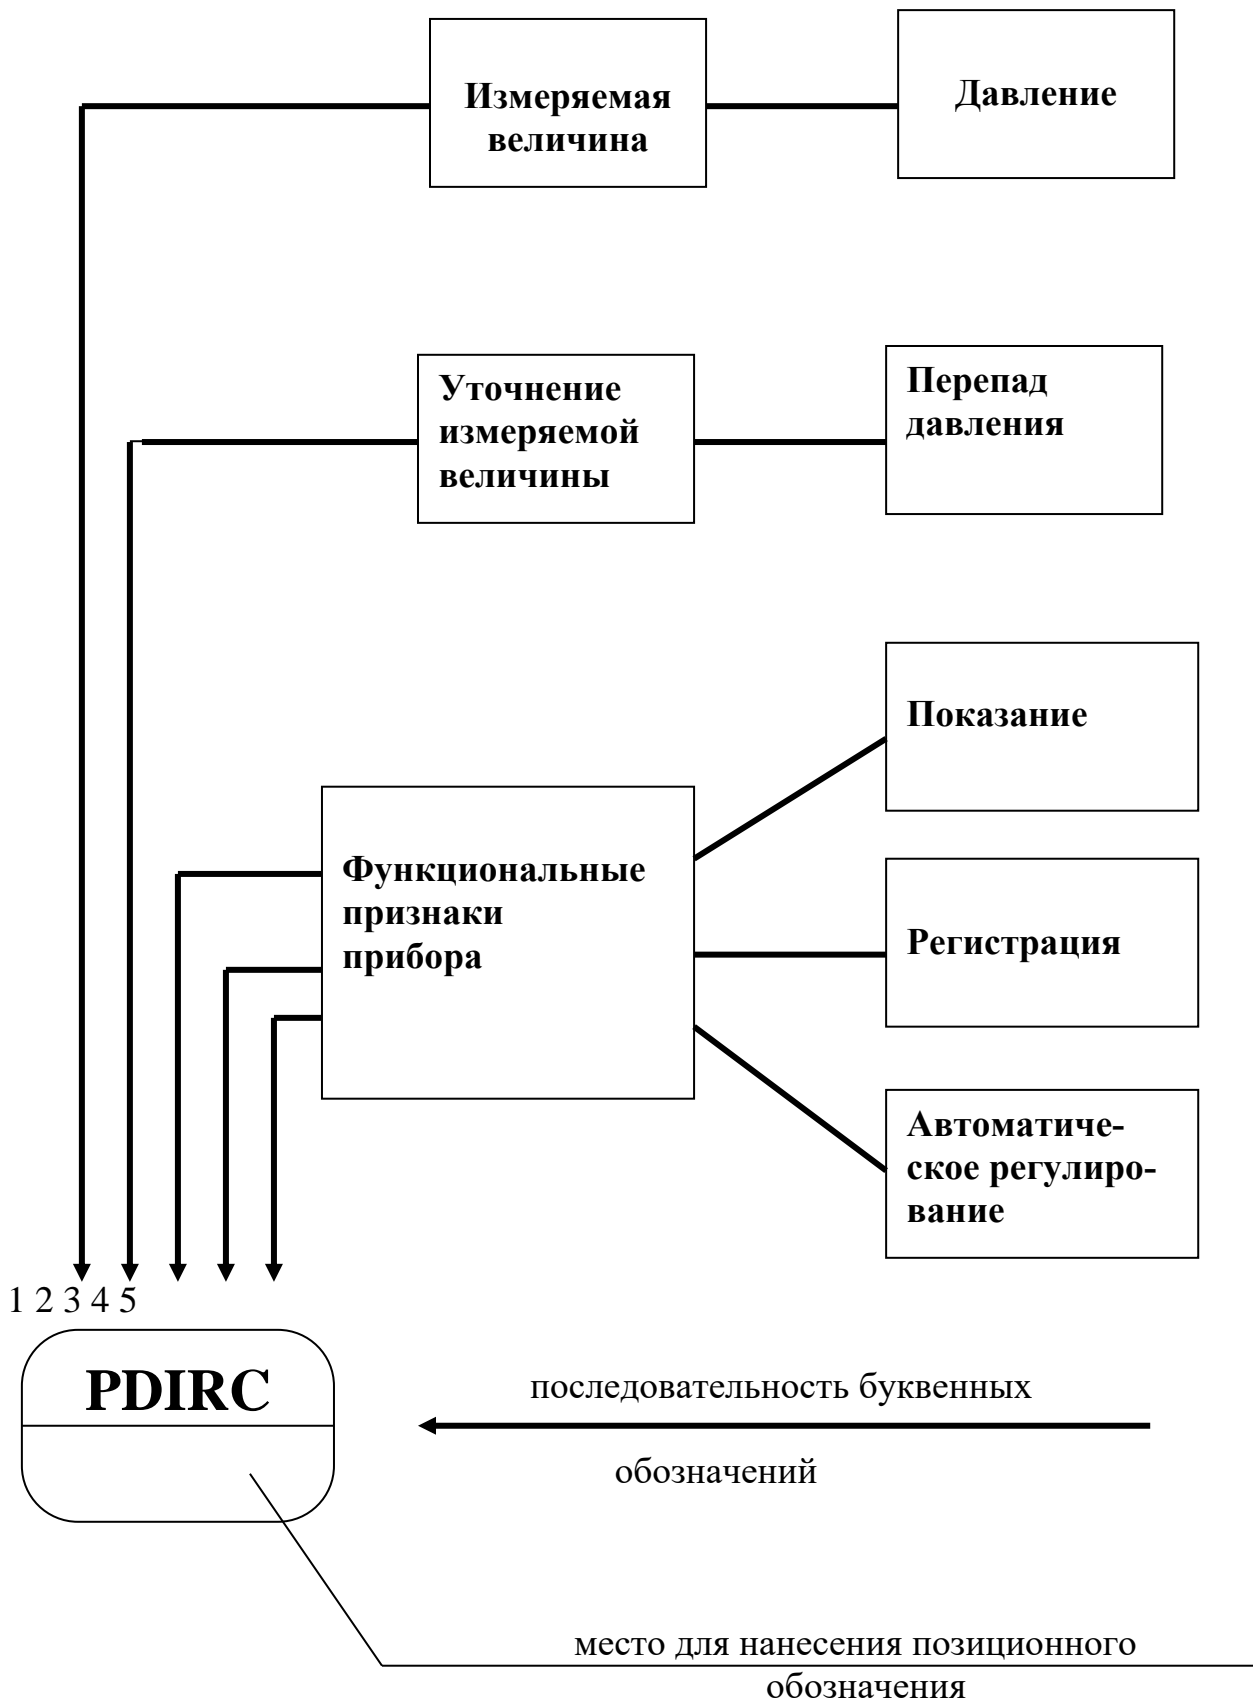 Измеряемая
величина
Давление
Уточнение
измеряемой
величины
Перепад
давления
Показание
Функциональные
признаки
прибора
Регистрация
Автоматиче-
ское регулиро-
вание
1 2 3 4 5
PDIRC
последовательность буквенных
обозначений
место для нанесения позиционного
обозначения